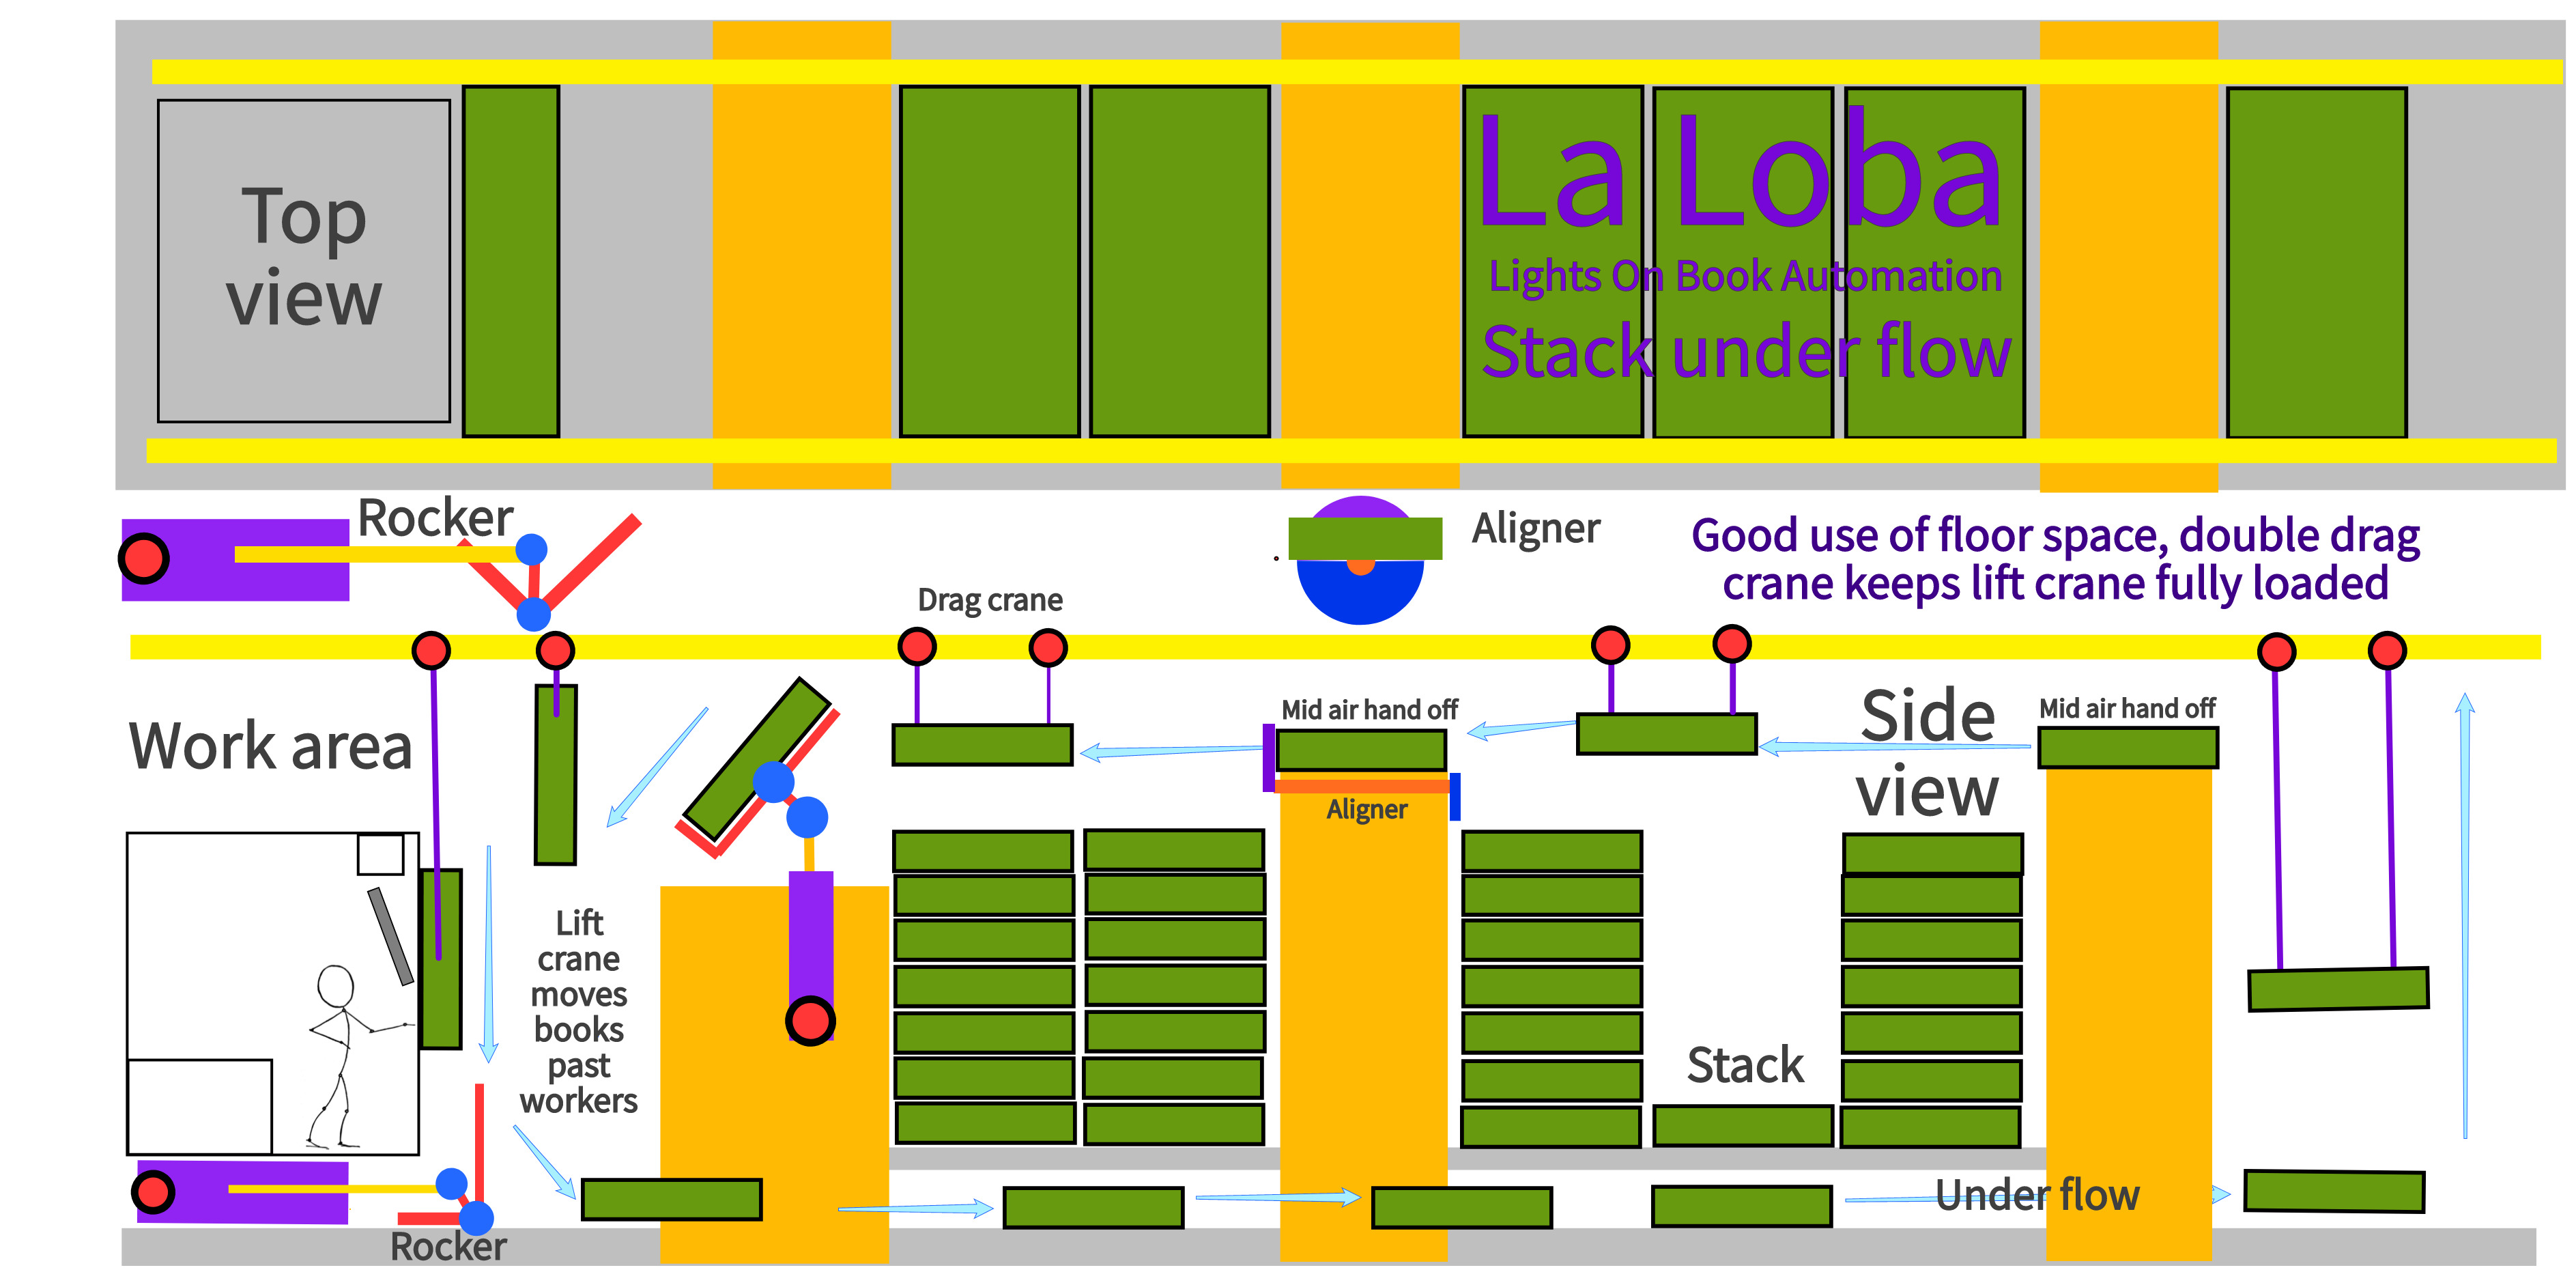 Top
view
La Loba
Lights On Book Automation
Stack under flow
Rocker
Aligner
Good use of floor space, double drag
crane keeps lift crane fully loaded
Drag crane
Work area
Mid air hand off
Side
view
Mid air hand off
Aligner
Lift
crane
moves
books
past
workers
Stack
Under flow
Rocker